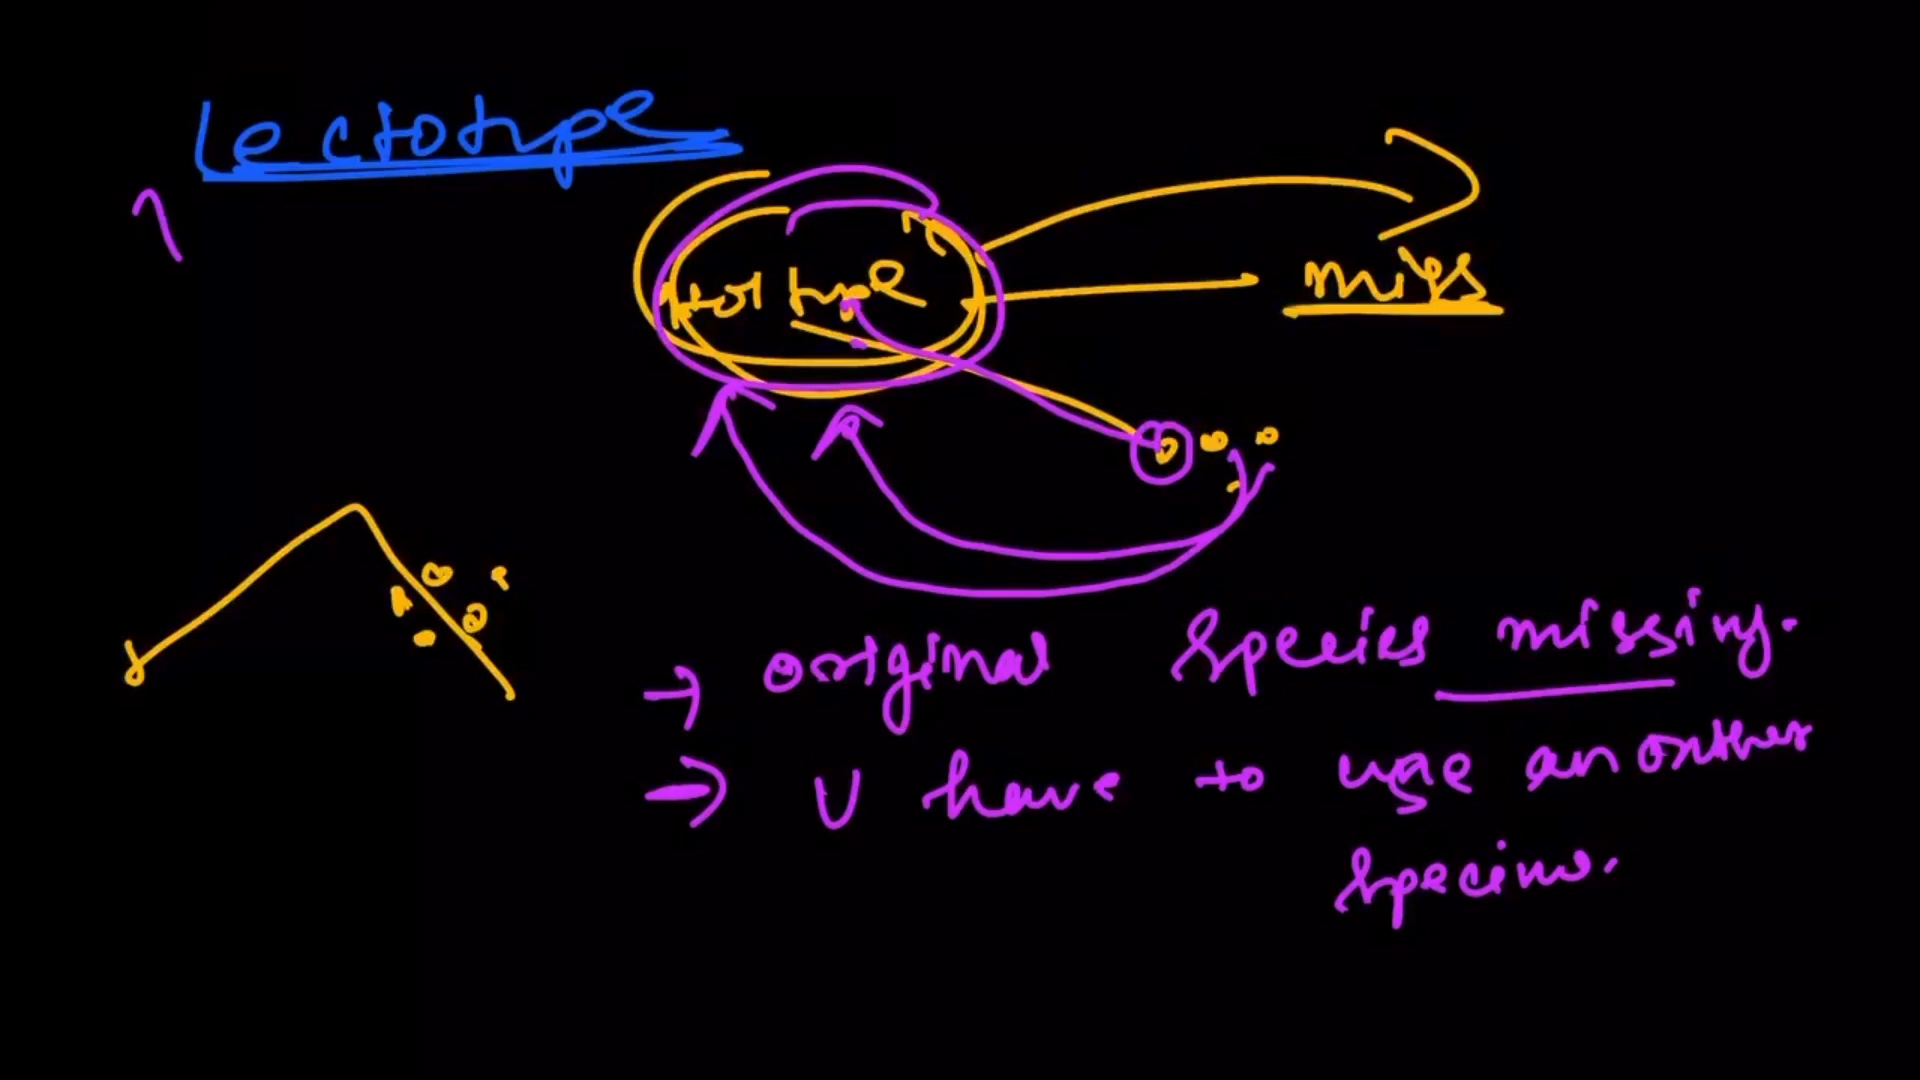 Lectotype
Holotype
miss
→ original species missing.
→ U have to use another
specimen.